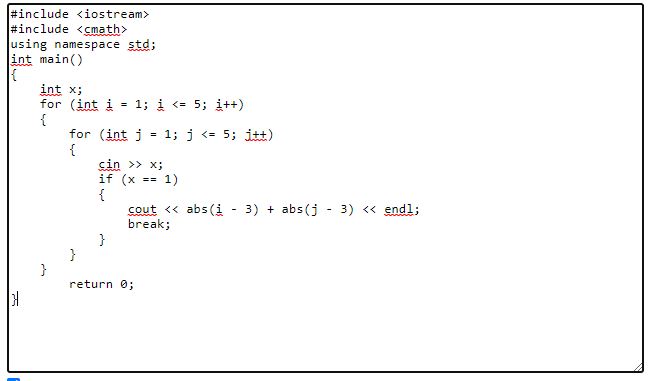 #include <iostream>
#include <cmath>
using namespace std;
int main()
{
    int x;
    for (int i = 1; i <= 5; i++)
    {
        for (int j = 1; j <= 5; j++)
        {
            cin >> x;
            if (x == 1)
            {
                cout << abs(i - 3) + abs(j - 3) << endl;
                break;
            }
        }
    }
        return 0;
}